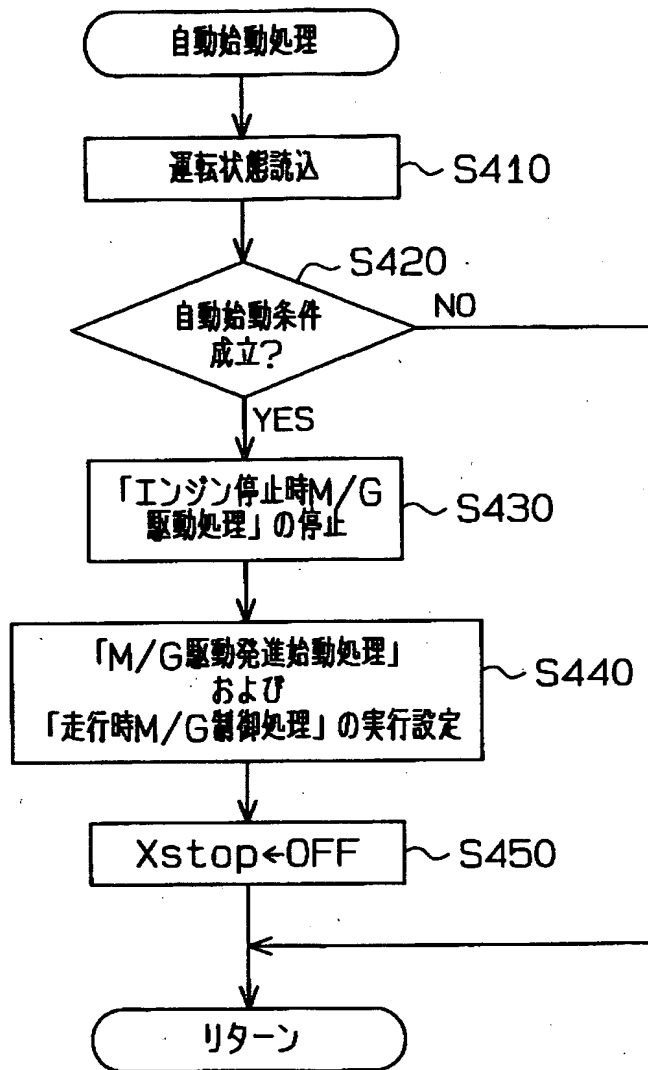 自動始動処理
運転状態読込
S410
S420
自動始動条件
成立?
NO
YES
「エンジン停止時M/G
駆動処理」の停止
S430
「M/G駆動発進始動処理」
および
「走行時M/G制御処理」の実行設定
S440
Xstop←OFF
S450
リターン